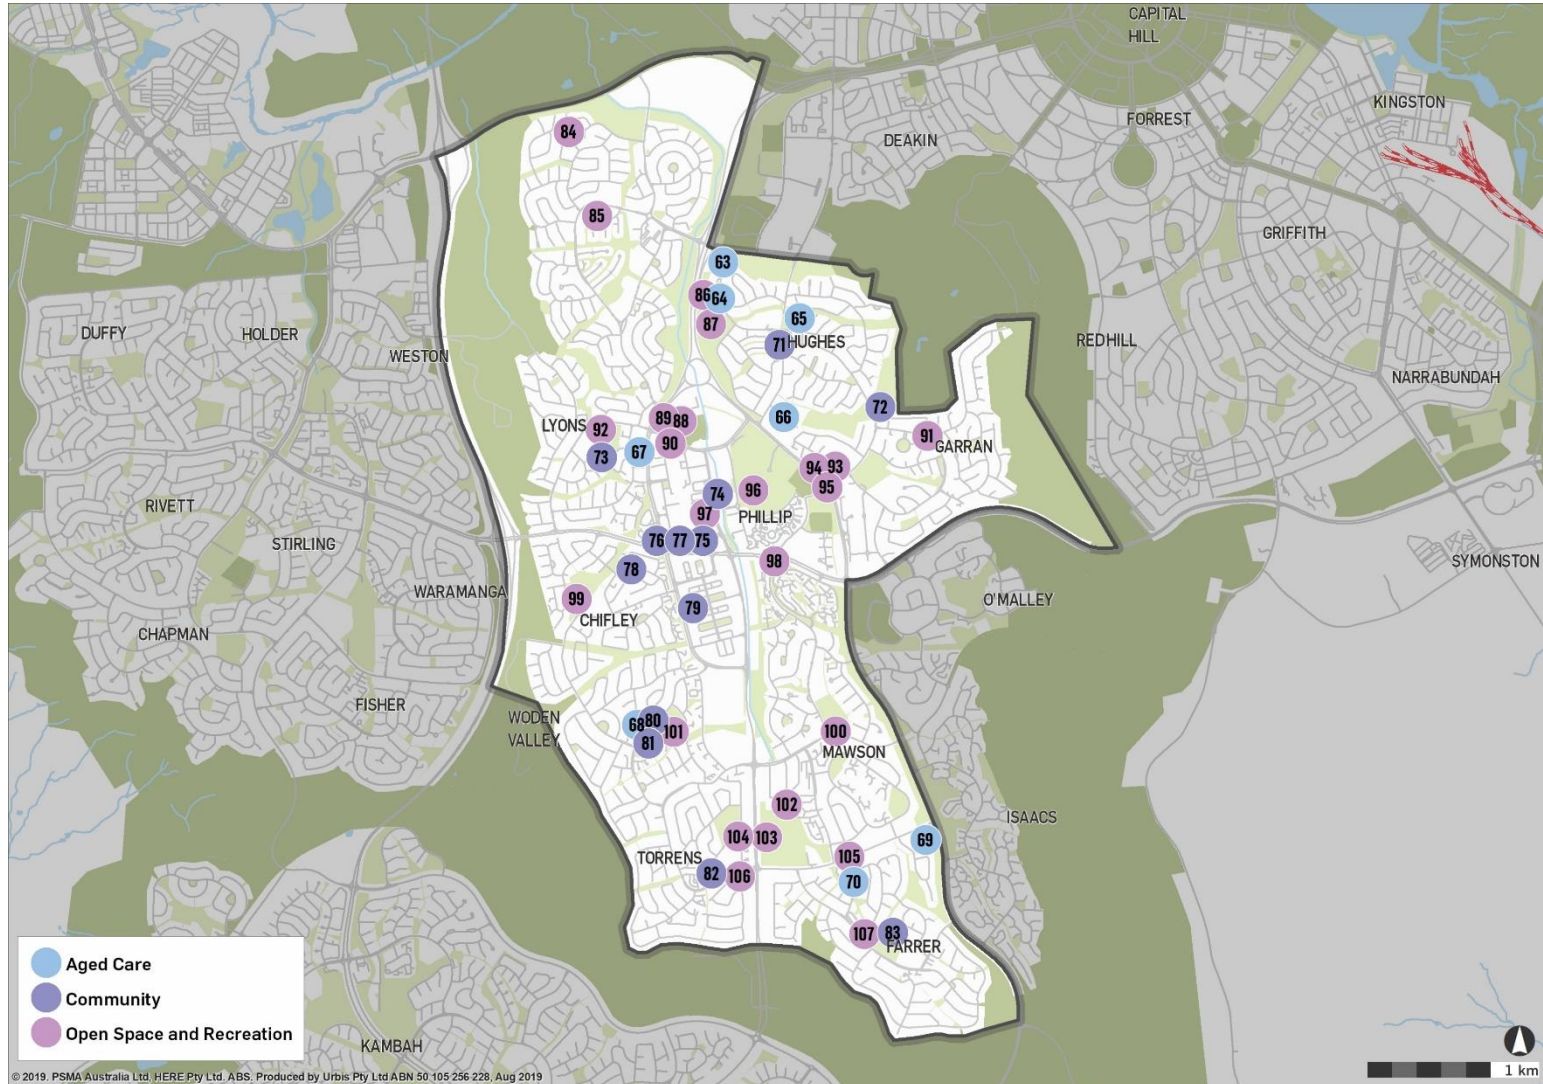 CAPITAL
HILL
KINGSTON
FORREST
84
DEAKIN
85
GRIFFITH
63
86
64
65
87
DUFFY
HOLDER
71
HUGHES
REDHILL
WESTON
NARRABUNDAH
72
66
89
88
LYONS
92
91
90
GARRAN
67
73
94
93
95
74
96
RIVETT
97
PHILLIP
STIRLING
76
77
75
98
SYMONSTON
78
WARAMANGA
99
O'MALLEY
79
CHIFLEY
CHAPMAN
FISHER
WODEN
VALLEY
68
80
101
100
81
MAWSON
102
ISAACS
104
103
69
TORRENS
105
82
106
70
107
83
FARRER
Aged Care
Community
Open Space and Recreation
KAMBAH
1 km
© 2019. PSMA Australia Ltd, HERE Pty Ltd. ABS. Produced by Urbis Pty Ltd ABN 50 105 256 228, Aug 2019